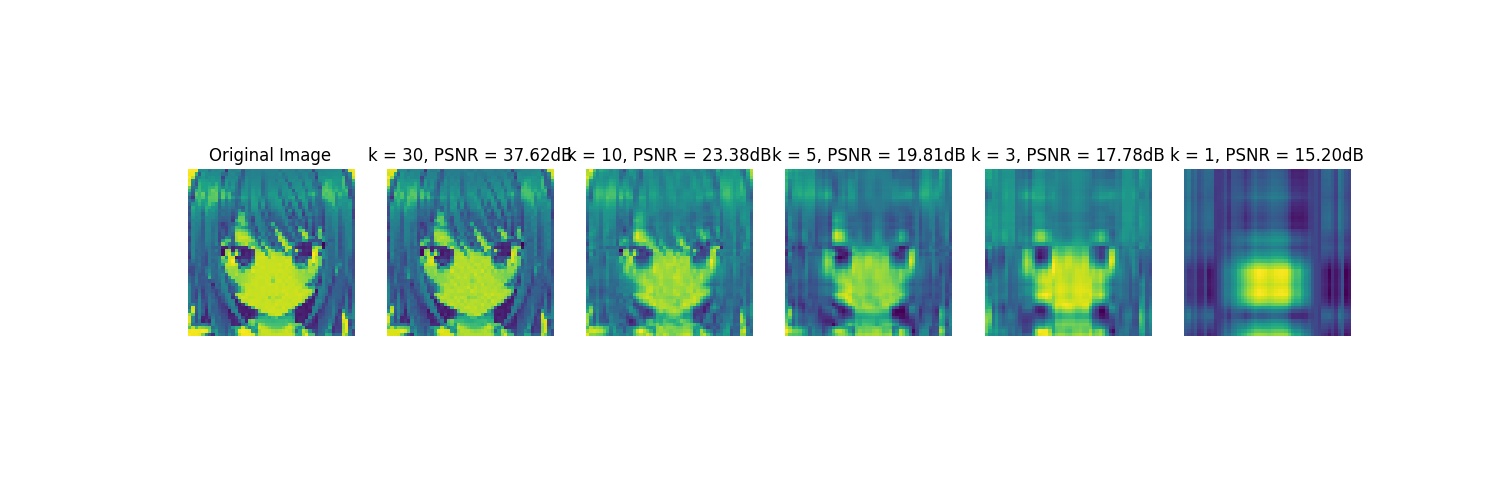 Original Image
k = 30, PSNR = 37.62dB
k = 10, PSNR = 23.38dB
k = 5, PSNR = 19.81dB
k = 3, PSNR = 17.78dB
k = 1, PSNR = 15.20dB